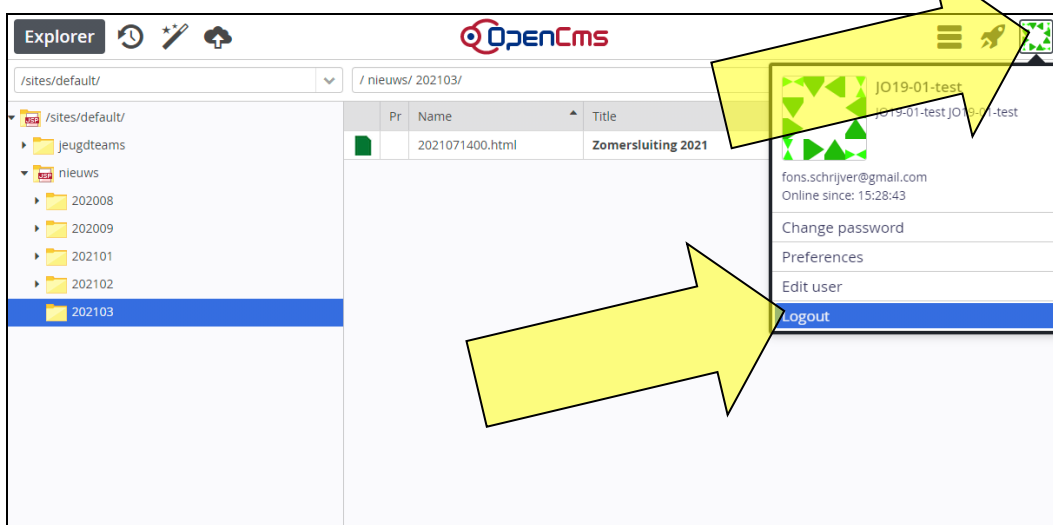 Explorer
OpenCms
/sites/default/
/ nieuws/ 202103/
/sites/default/
jeugdteams
nieuws
202008
202009
202101
202102
202103
Pr Name Title
2021071400.html Zomersluiting 2021
JO19-01-test
JO19-01-test JO19-01-test
fons.schrijver@gmail.com
Online since: 15:28:43
Change password
Preferences
Edit user
Logout